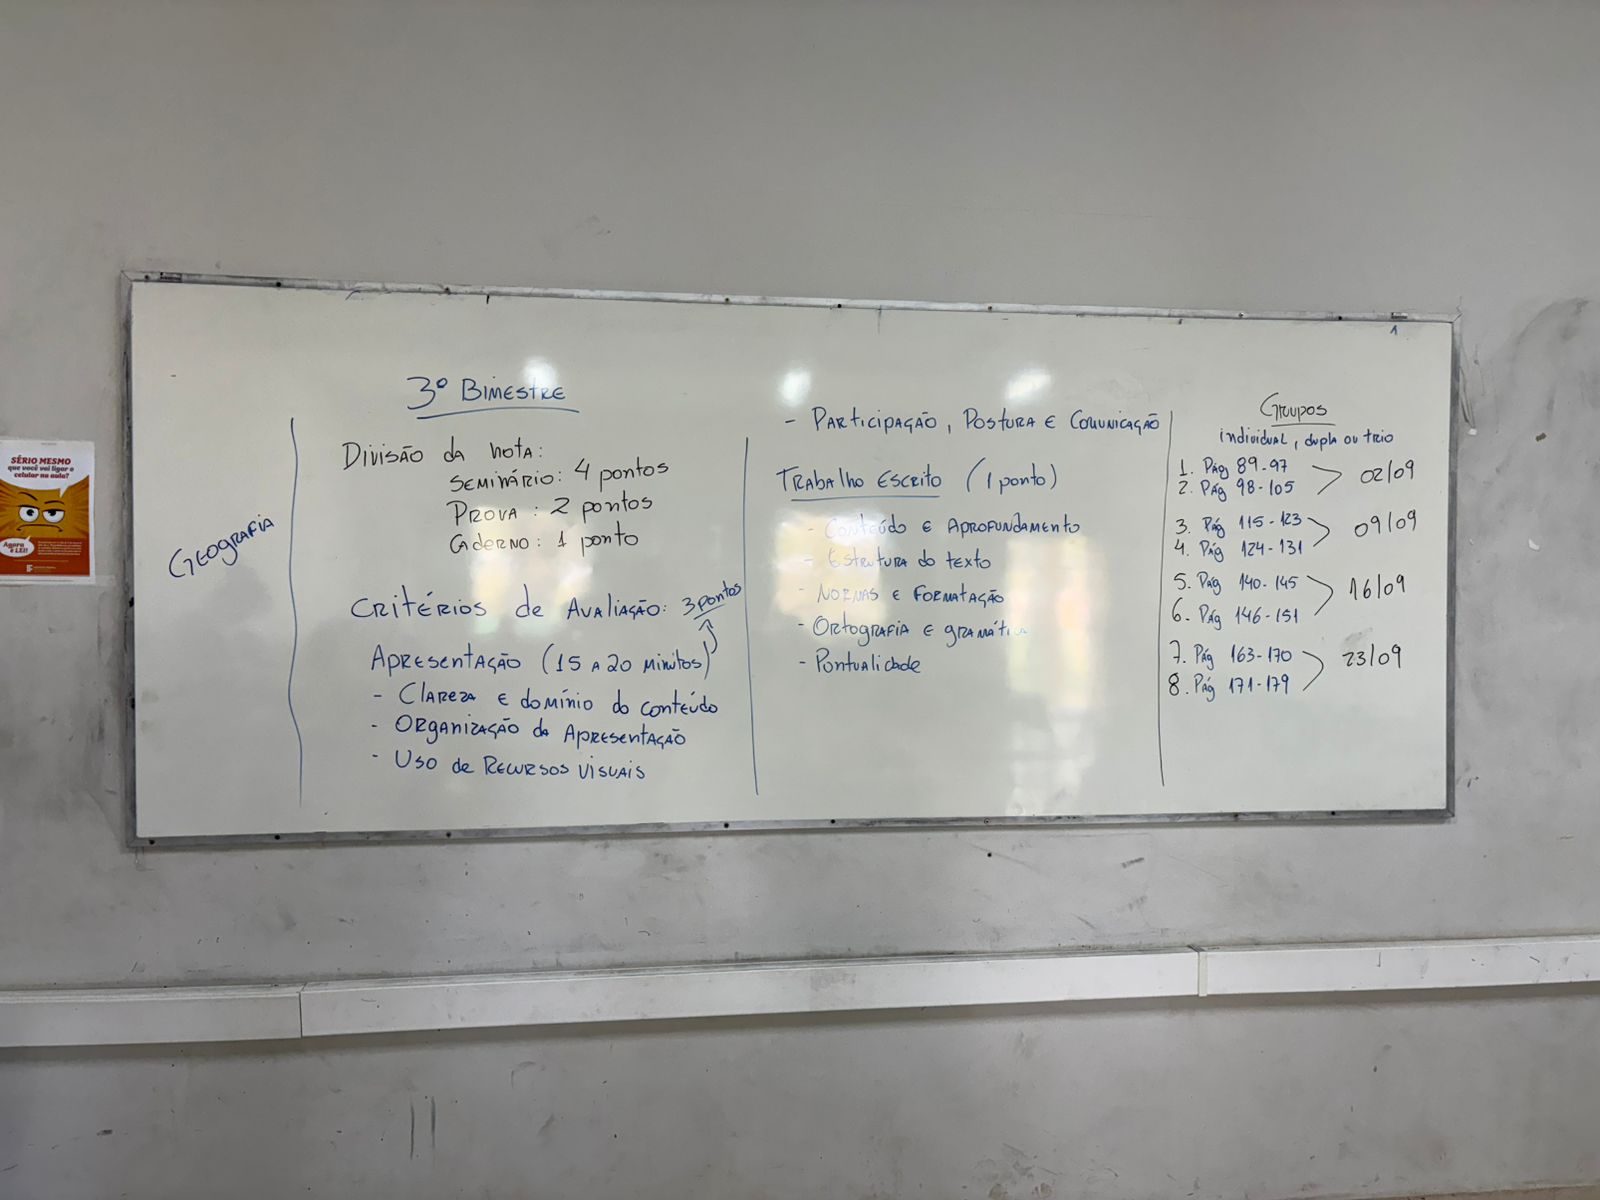 SÉRIO MESMO
que você vai ligar o
celular na aula?
Agora
é LEI!
GEOGRAFIA
3º BIMESTRE
DIVISÃO da nota:
SEMINÁRIO: 4 pontos
PROVA: 2 pontos
CADERNO: 1 ponto
CRITÉRIOS de AVALIAÇÃO: 3 pontos
APRESENTAÇÃO (15 A 20 Minutos)
- CLAREZA E domínio do conteúdo
- ORGANIZAÇÃO da APRESENTAÇÃO
- USO de RECURSOS VISUAIS
- PARTICIPAÇÃO, POSTURA E COMUNICAÇÃO
TRABALHO ESCRITO (1 ponto)
- Conteúdo E APROFUNDAMENTO
- ESTRUTURA do TEXTO
- NORMAS E FORMATAÇÃO
- ORTOGRAFIA E GRAMÁTICA
- PONTUALIDADE
GRUPOS
individual, dupla ou trio
1. Pág 89-97
2. Pág 98-105
02/09
3. Pág 115-123
4. Pág 124-131
09/09
5. Pág 140-145
6. Pág 146-151
16/09
7. Pág 163-170
8. Pág 171-179
23/09